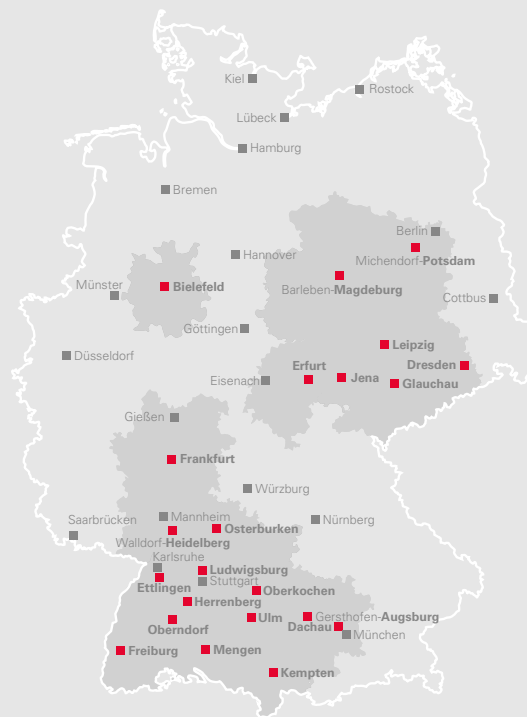 Kiel
Rostock
Lübeck
Hamburg
Bremen
Berlin
Hannover
Michendorf-Potsdam
Münster
Bielefeld
Barleben-Magdeburg
Cottbus
Göttingen
Leipzig
Düsseldorf
Erfurt
Dresden
Eisenach
Jena
Glauchau
Gießen
Frankfurt
Würzburg
Saarbrücken
Mannheim
Nürnberg
Osterburken
Walldorf-Heidelberg
Karlsruhe
Ludwigsburg
Stuttgart
Ettlingen
Oberkochen
Herrenberg
Gersthofen-Augsburg
Ulm
Oberndorf
Dachau
München
Freiburg
Mengen
Kempten